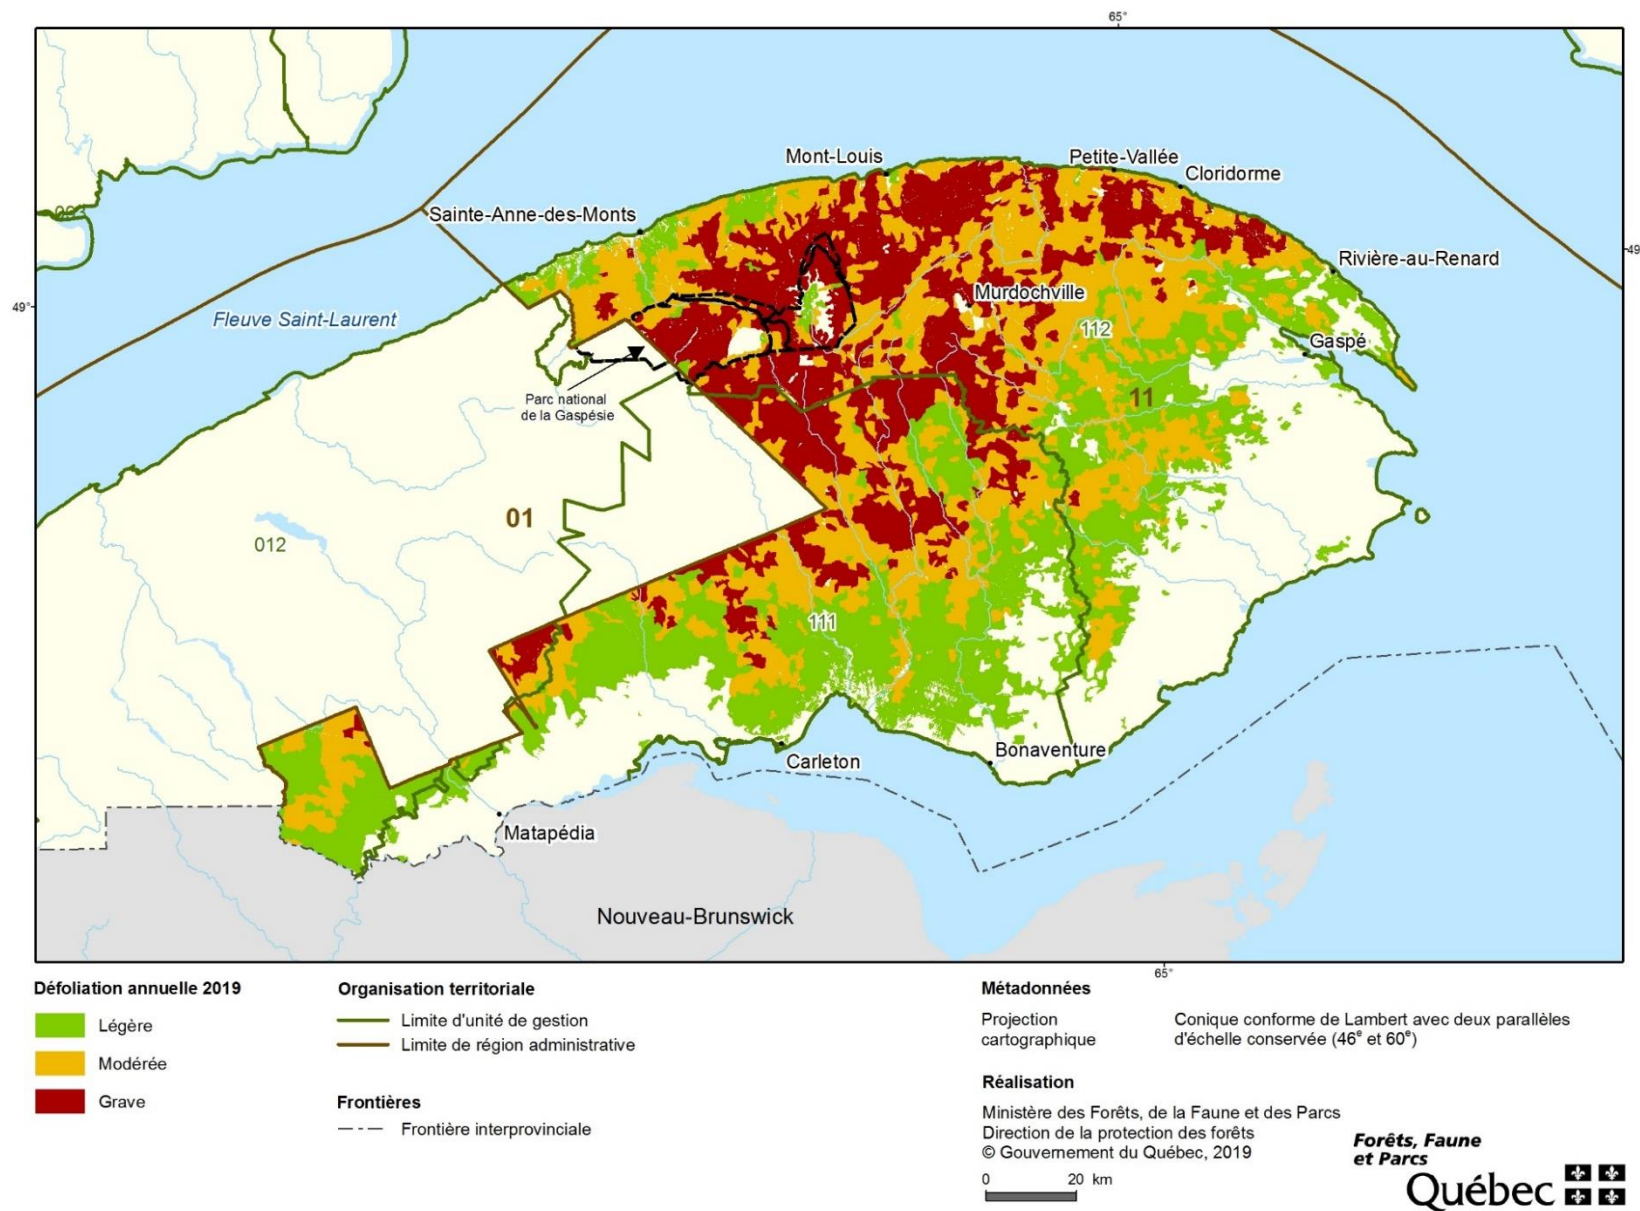 65°
Mont-Louis
Petite-Vallée
Cloridorme
Sainte-Anne-des-Monts
Rivière-au-Renard
49
49°
Fleuve Saint-Laurent
Murdochville
112
Gaspé
Parc national
de la Gaspésie
11
01
012
111
Bonaventure
Carleton
Matapédia
Nouveau-Brunswick
65°
Défoliation annuelle 2019
Légère
Modérée
Grave
Organisation territoriale
Limite d'unité de gestion
Limite de région administrative
Frontières
Frontière interprovinciale
Métadonnées
Projection
cartographique
Conique conforme de Lambert avec deux parallèles
d'échelle conservée (46e et 60e)
Réalisation
Ministère des Forêts, de la Faune et des Parcs
Direction de la protection des forêts
© Gouvernement du Québec, 2019
0 20 km
Forêts, Faune
et Parcs
Québec